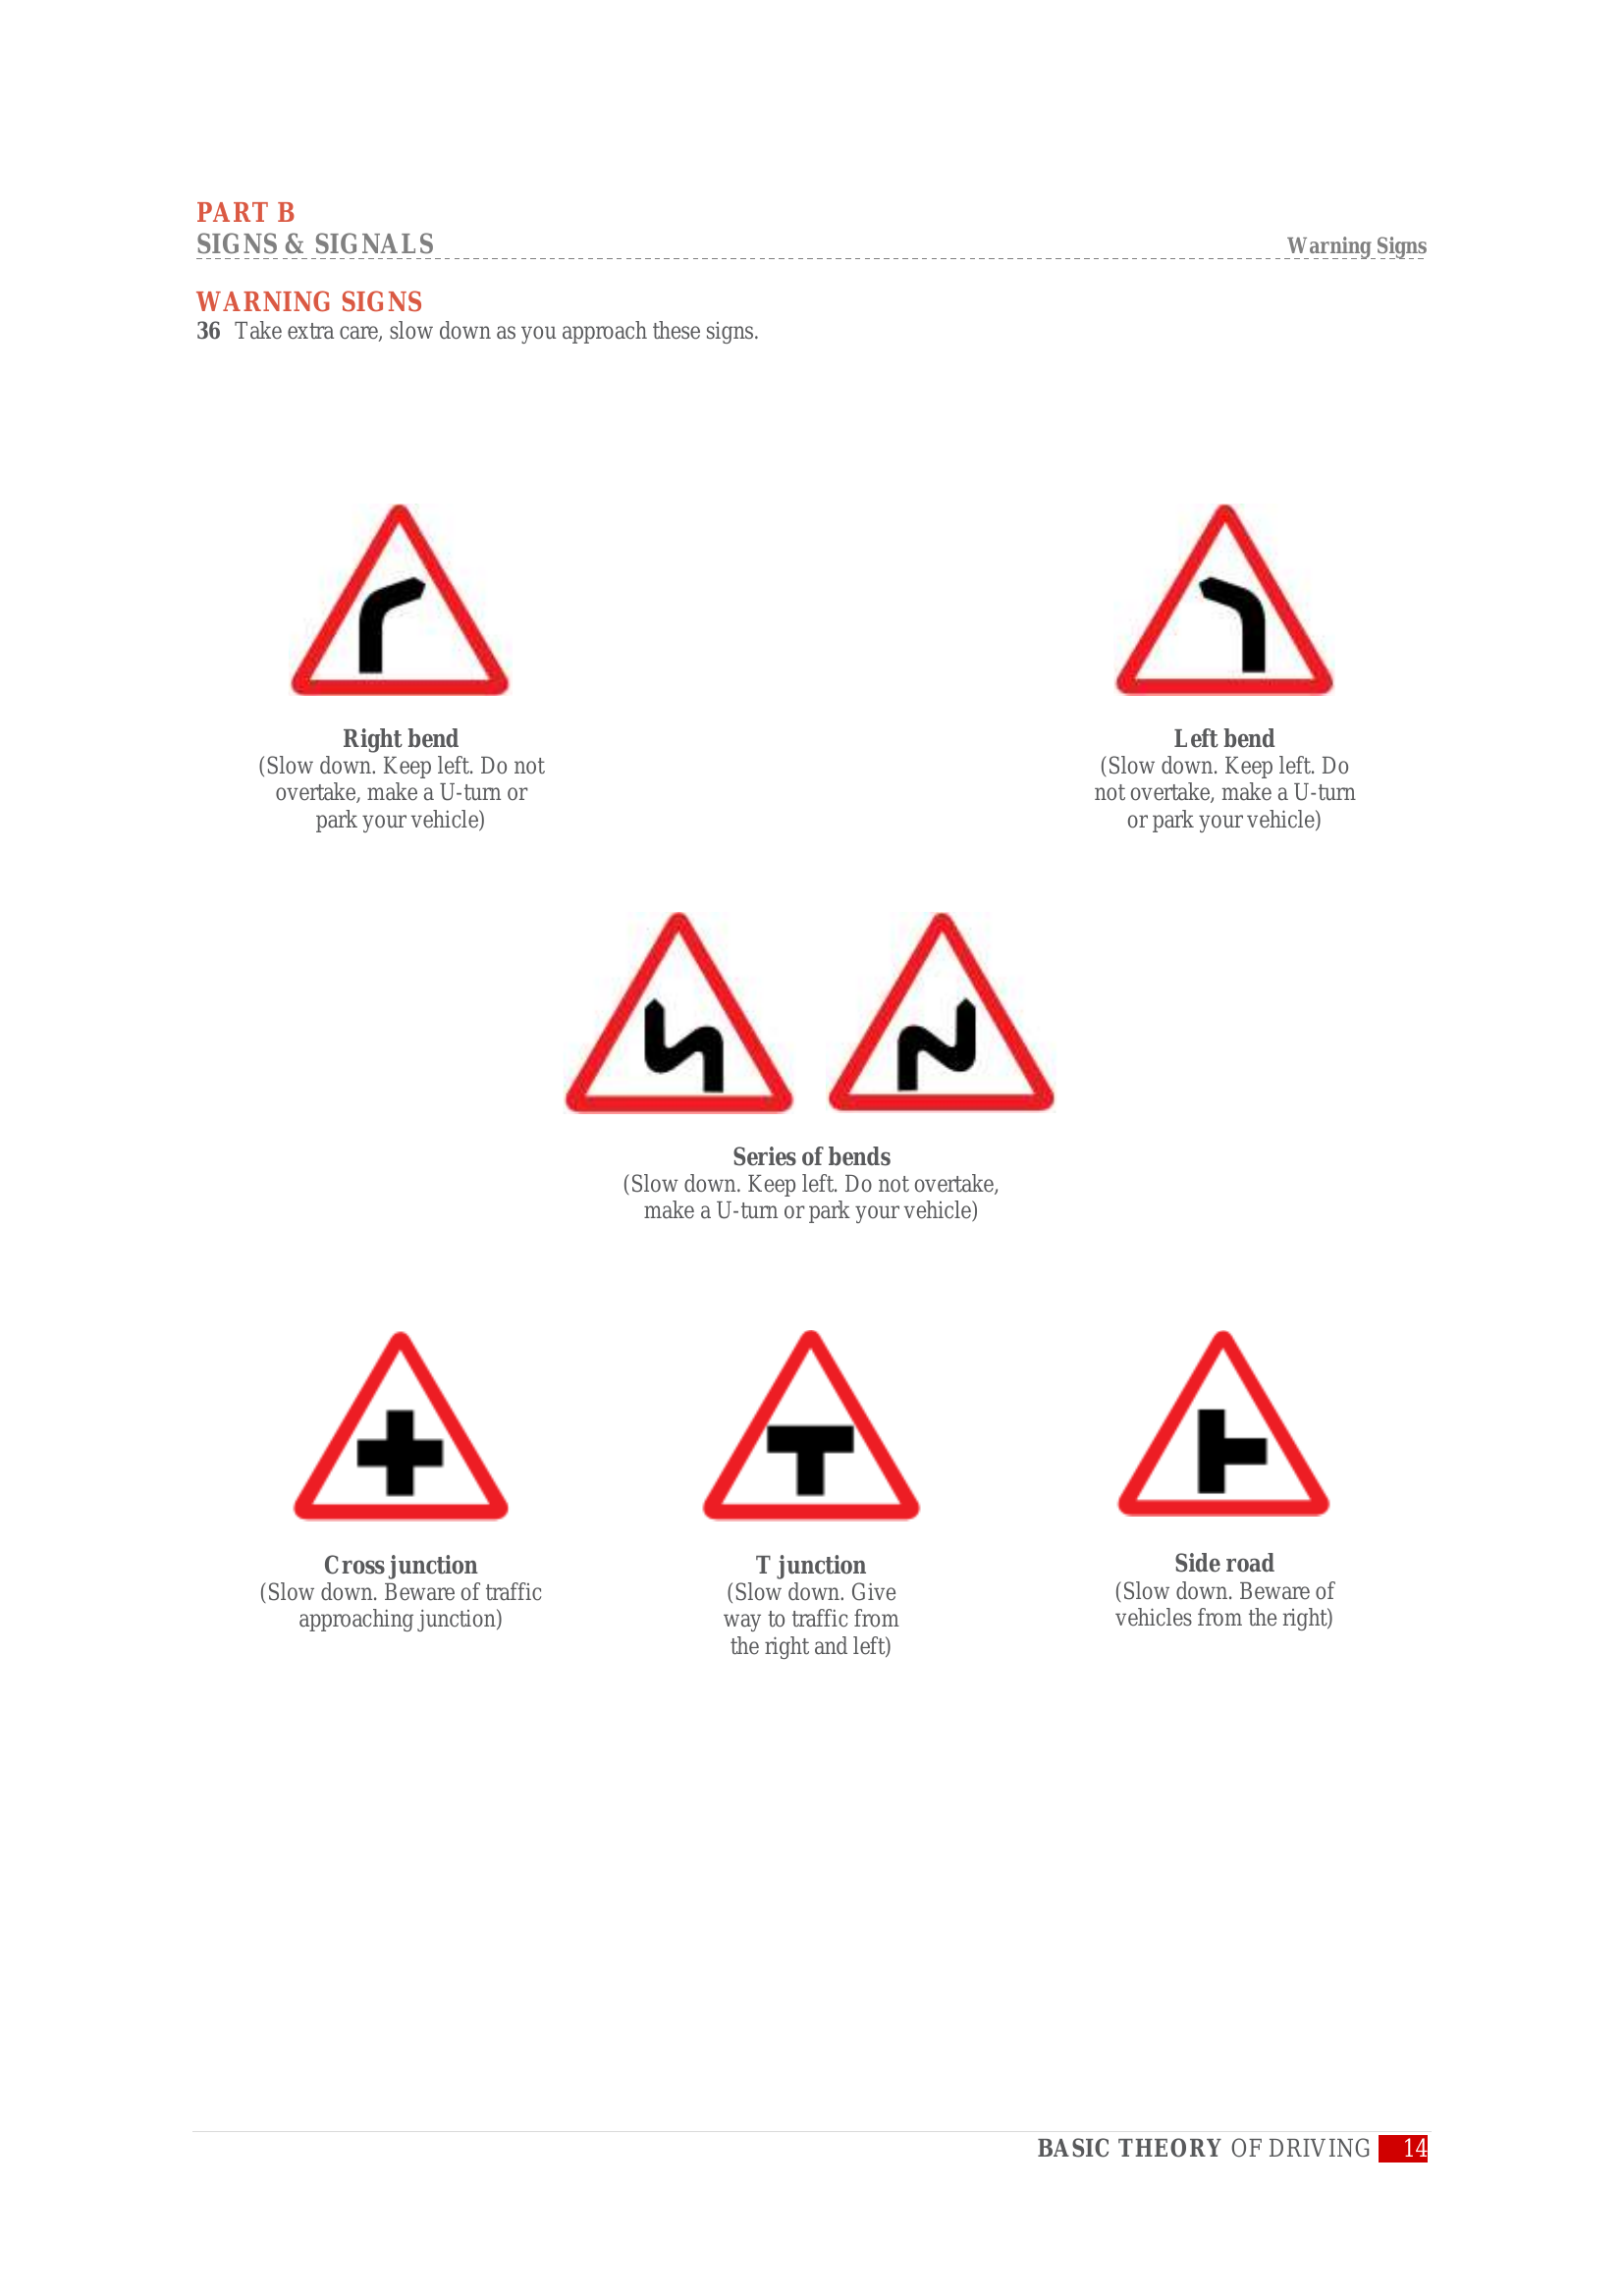 PART B
SIGNS & SIGNALS
Warning Signs
WARNING SIGNS
36 Take extra care, slow down as you approach these signs.
Right bend
(Slow down. Keep left. Do not
overtake, make a U-turn or
park your vehicle)
Left bend
(Slow down. Keep left. Do
not overtake, make a U-turn
or park your vehicle)
Series of bends
(Slow down. Keep left. Do not overtake,
make a U-turn or park your vehicle)
Cross junction
(Slow down. Beware of traffic
approaching junction)
T junction
(Slow down. Give
way to traffic from
the right and left)
Side road
(Slow down. Beware of
vehicles from the right)
BASIC THEORY OF DRIVING 14